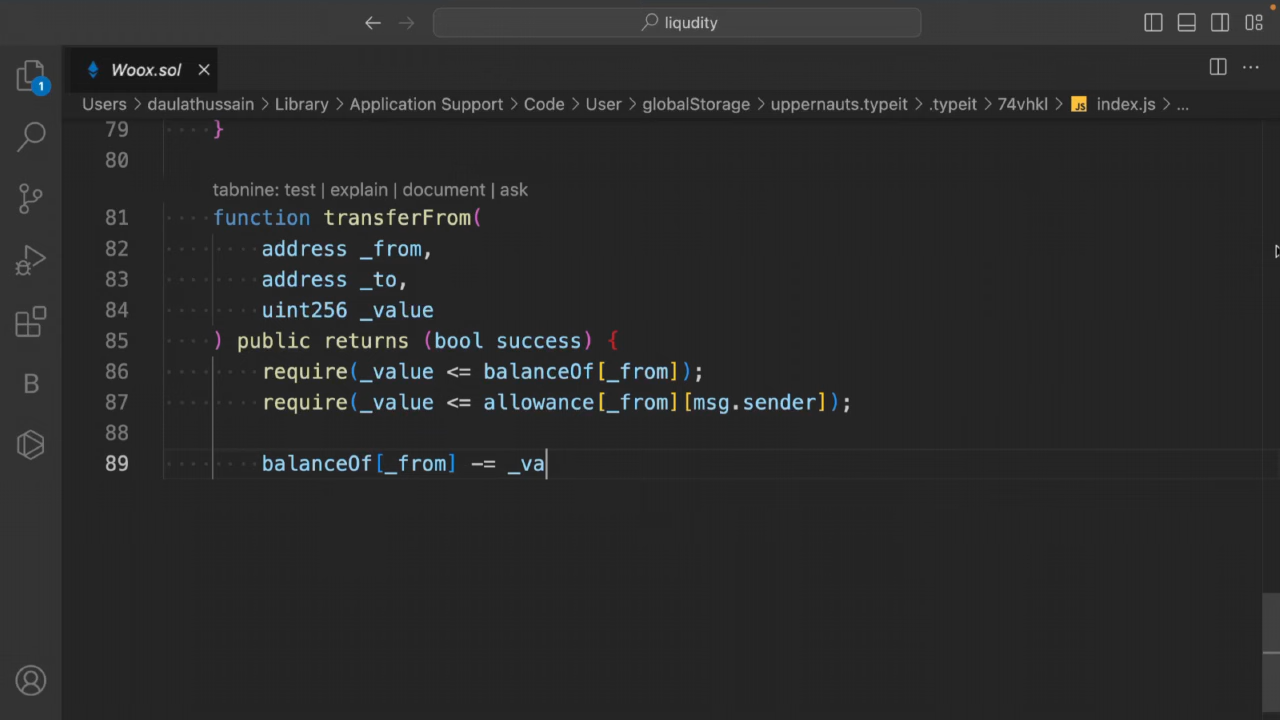 liqudity
Woox.sol
Users > daulathussain > Library > Application Support > Code > User > globalStorage > uppernauts.typeit > .typeit > 74vhkl > JS index.js > ...
1
79 }
80
tabnine: test | explain | document | ask
81 function transferFrom(
82 address _from,
83 address _to,
84 uint256 _value
85 ) public returns (bool success) {
86 require(_value <= balanceOf[_from]);
87 require(_value <= allowance[_from][msg.sender]);
88
89 balanceOf[_from] -= _va
B